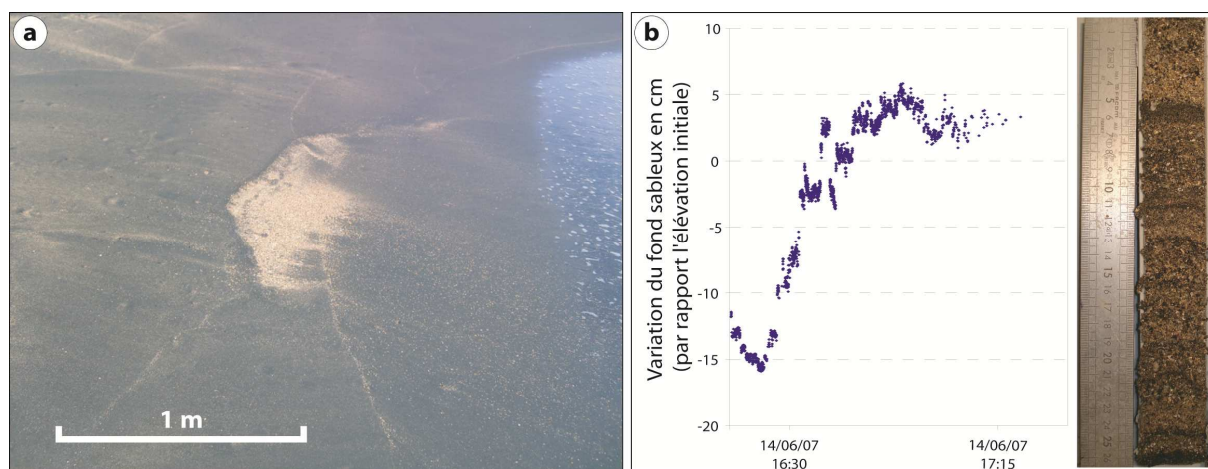 a
1 m
b
Variation du fond sableux en cm
(par rapport l'élévation initiale)
10
5
0
-5
-10
-15
-20
14/06/07
16:30
14/06/07
17:15